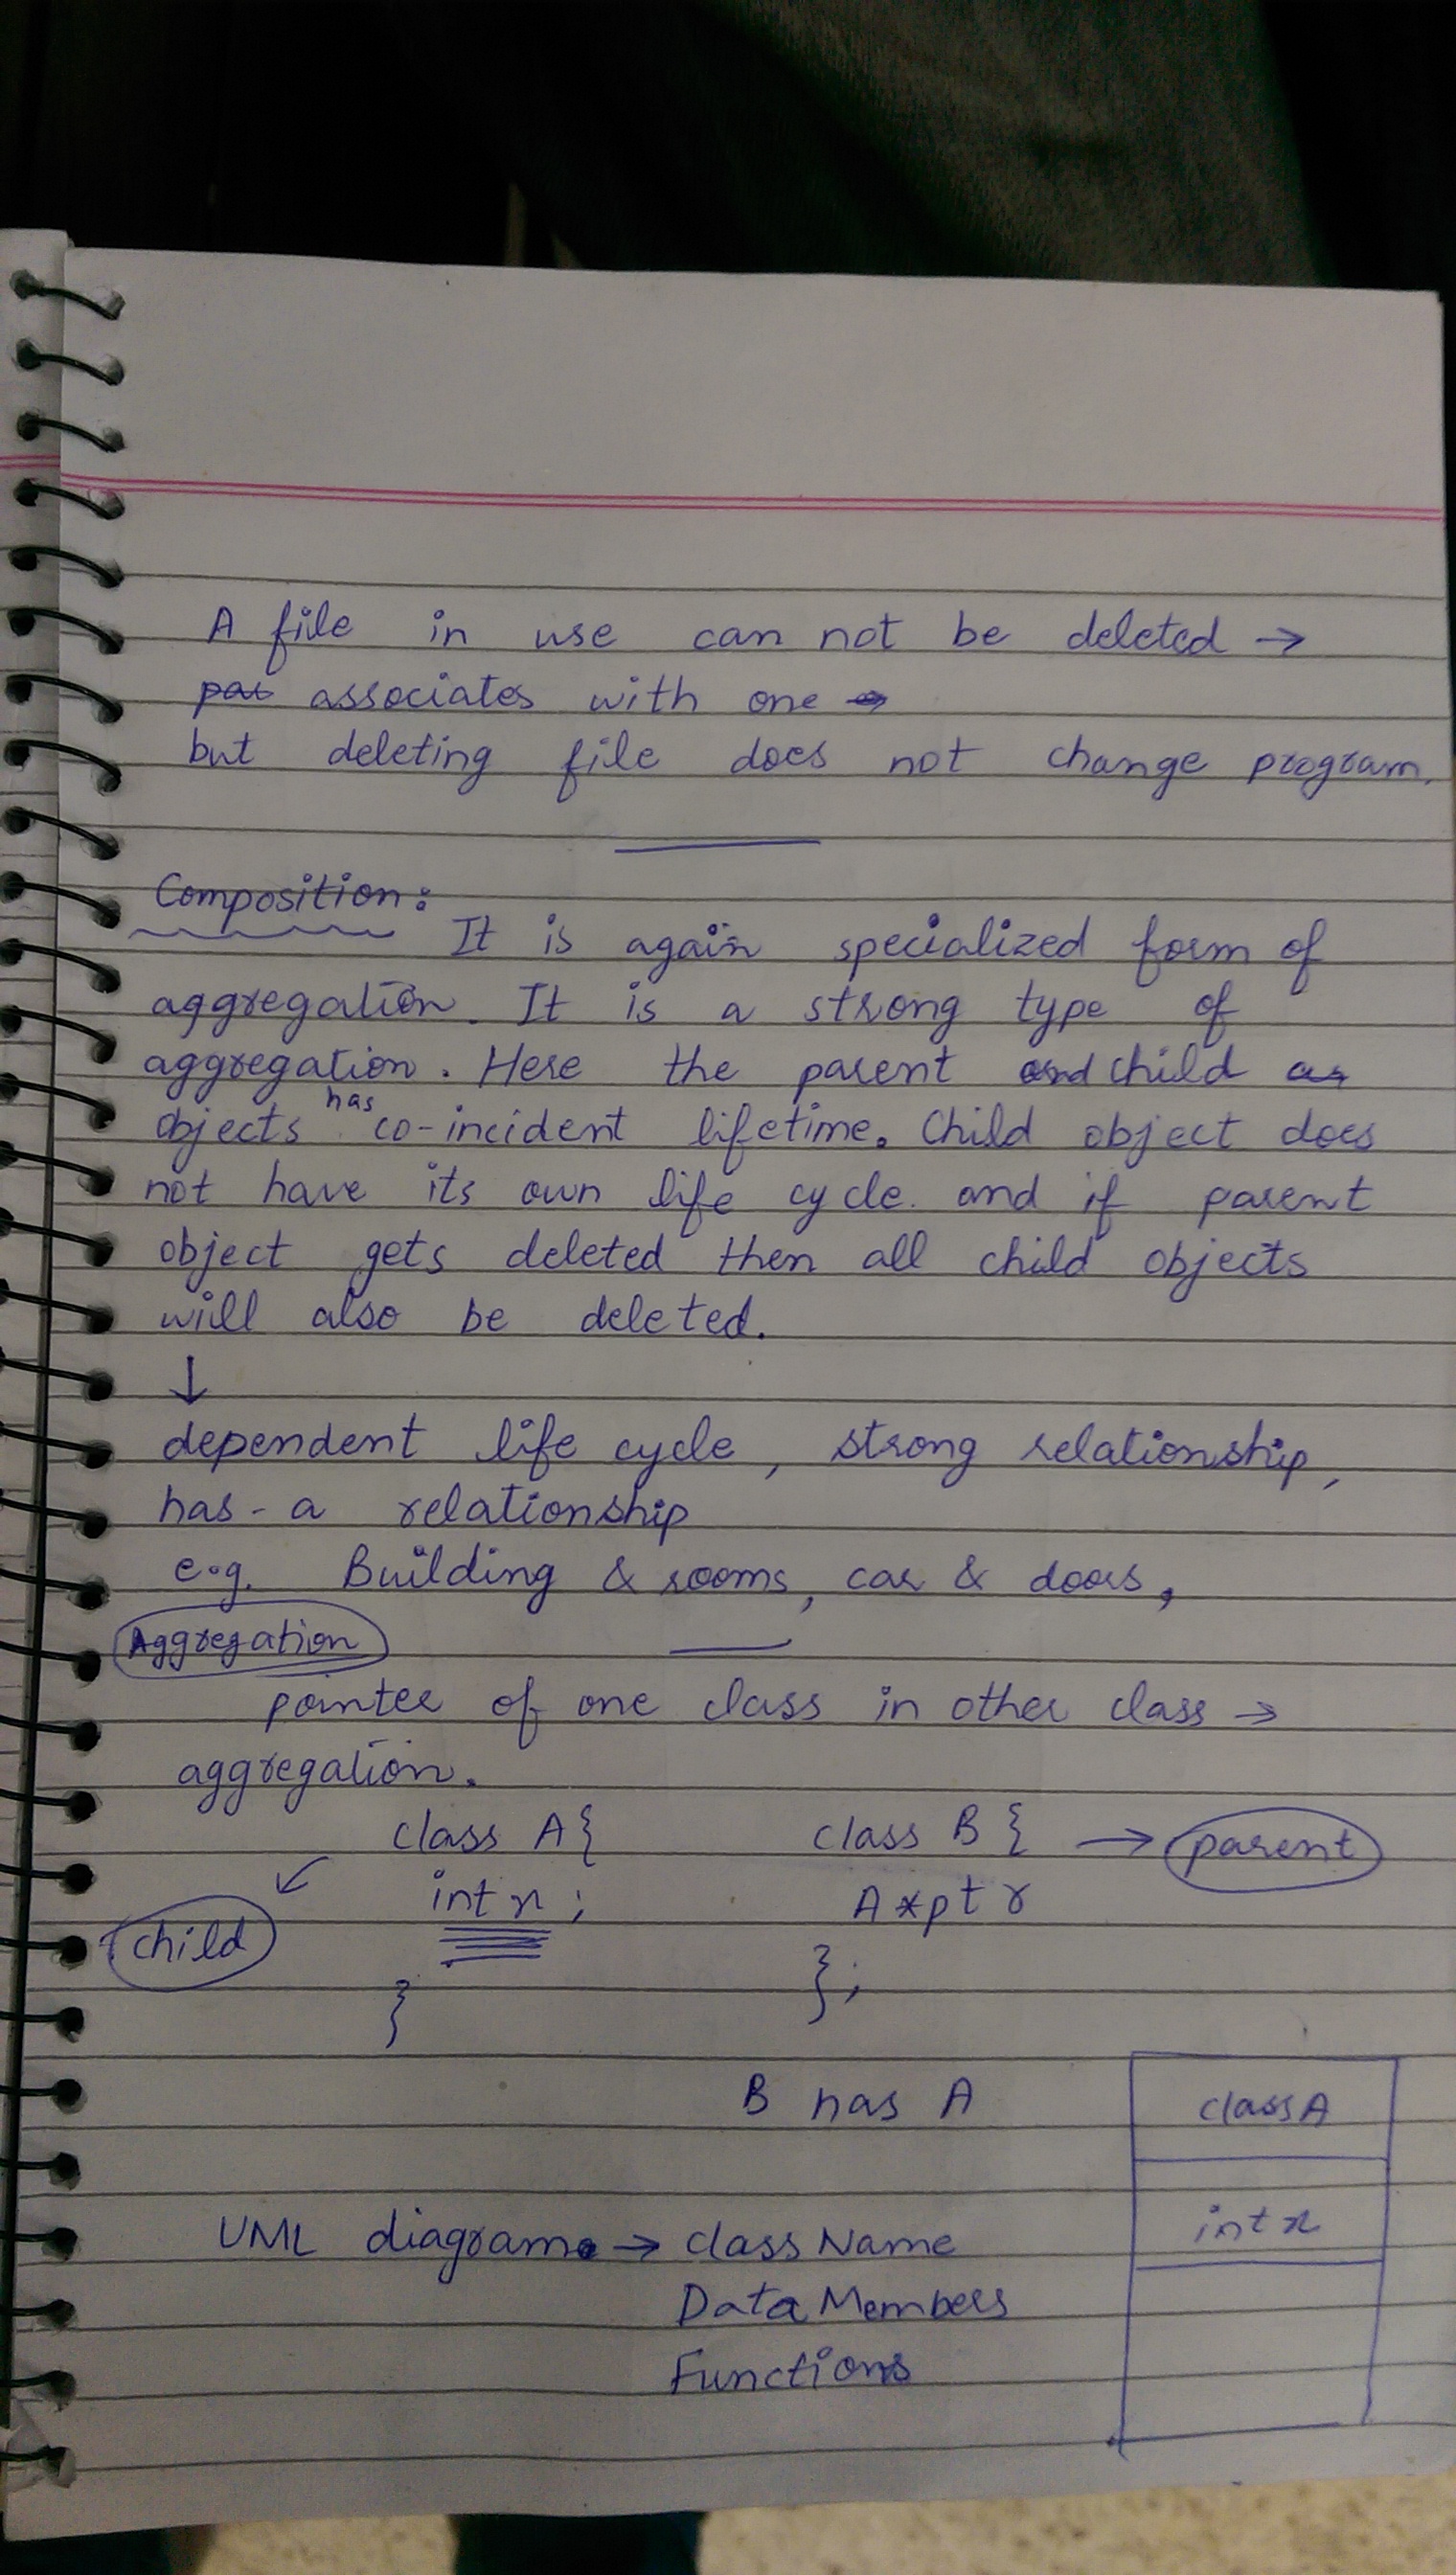 A file in use can not be deleted →
pat associates with one →
but deleting file does not change program.
Composition:
It is again specialized form of
aggregation. It is a strong type of
aggregation. Here the parent and child as
objects has co-incident lifetime. Child object does
not have its own life cycle. and if parent
object gets deleted then all child objects
will also be deleted.
↓
dependent life cycle, strong relationship,
has-a relationship
e.g. Building & rooms, car & doors,
Aggregation
pointer of one class in other class →
aggregation.
class A{ class B { → parent
int x; A *ptr
child
} };
B has A
class A
int x
UML diagram → class Name
Data Members
Functions